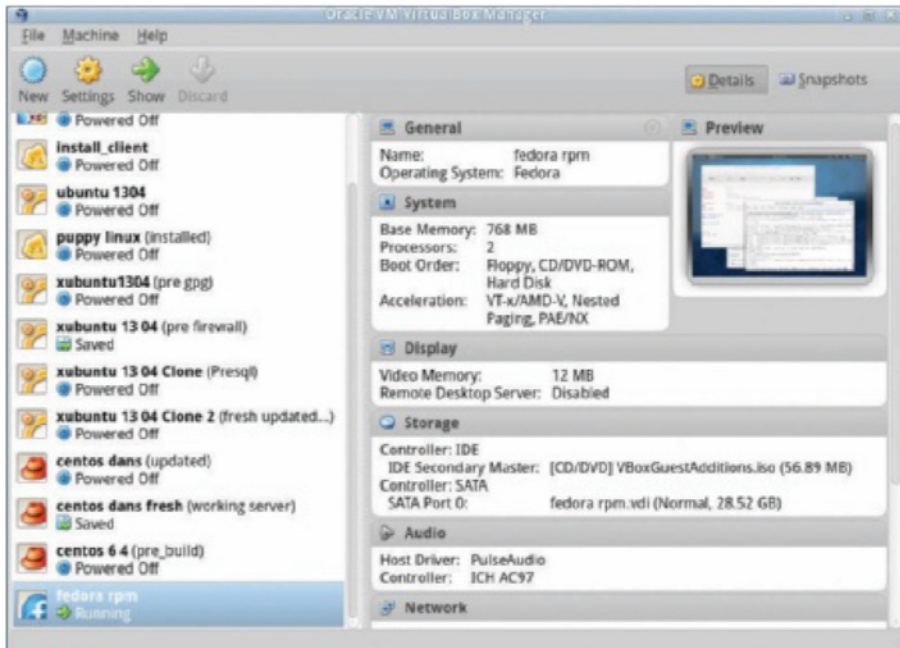 Oracle VM VirtualBox Manager
File Machine Help
New Settings Show Discard
Details Snapshots
Powered Off
install_client
Powered Off
ubuntu 1304
Powered Off
puppy linux (installed)
Powered Off
xubuntu1304 (pre gpg)
Powered Off
xubuntu 13 04 (pre firewall)
Saved
xubuntu 13 04 Clone (Presql)
Powered Off
xubuntu 13 04 Clone 2 (fresh updated...)
Powered Off
centos dans (updated)
Powered Off
centos dans fresh (working server)
Saved
centos 6 4 (pre_build)
Powered Off
fedora rpm
Running
General
Name: fedora rpm
Operating System: Fedora
System
Base Memory: 768 MB
Processors: 2
Boot Order: Floppy, CD/DVD-ROM,
Hard Disk
Acceleration: VT-x/AMD-V, Nested
Paging, PAE/NX
Preview
Display
Video Memory: 12 MB
Remote Desktop Server: Disabled
Storage
Controller: IDE
IDE Secondary Master: [CD/DVD] VBoxGuestAdditions.iso (56.89 MB)
Controller: SATA
SATA Port 0: fedora rpm.vdi (Normal, 28.52 GB)
Audio
Host Driver: PulseAudio
Controller: ICH AC97
Network